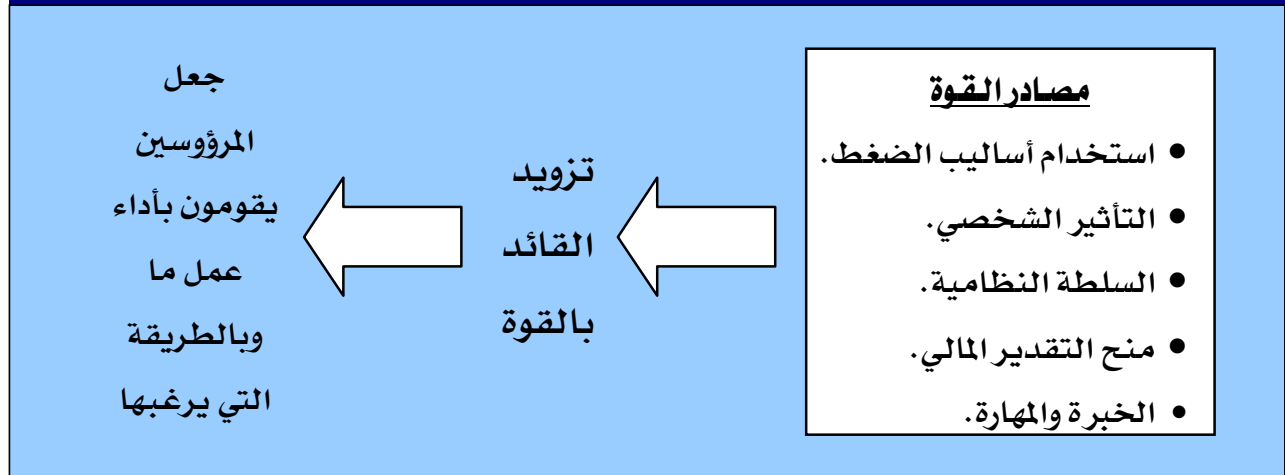 مصادر القوة
• استخدام أساليب الضغط.
• التأثير الشخصي.
• السلطة النظامية.
• منح التقدير المالي.
• الخبرة والمهارة.
تزويد
القائد
بالقوة
جعل
المرؤوسين
يقومون بأداء
عمل ما
وبالطريقة
التي يرغبها